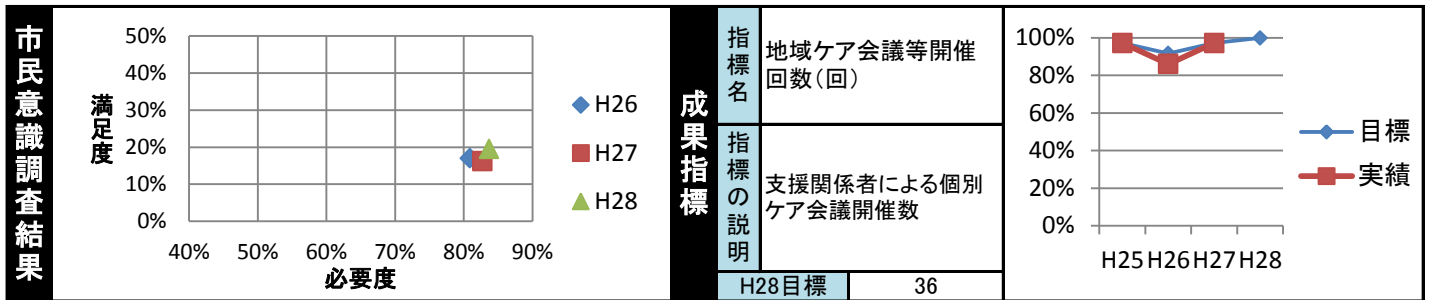 市民意識調査結果
満足度
50%
40%
30%
20%
10%
0%
40% 50% 60% 70% 80% 90%
必要度
H26
H27
H28
成果指標
指標名
地域ケア会議等開催
回数(回)
指標の説明
支援関係者による個別
ケア会議開催数
H28目標 36
100%
80%
60%
40%
20%
0%
H25 H26 H27 H28
目標
実績